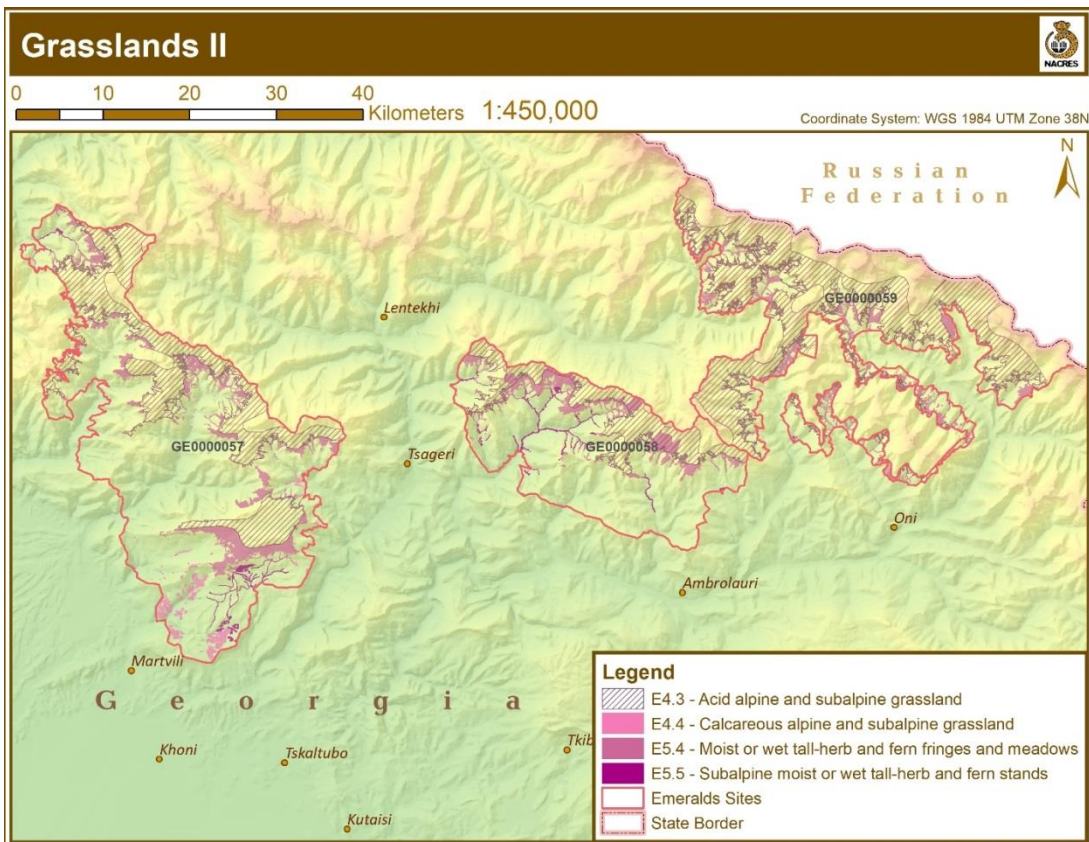 Grasslands II
NACRES
0 10 20 30 40
Kilometers 1:450,000
Coordinate System: WGS 1984 UTM Zone 38N
N
Russian
Federation
GE0000059
Lentekhi
GE0000057
GE0000058
Tsageri
Oni
Ambrolauri
Martvili
Georgia
Khoni
Tskaltubo
Tkib
Kutaisi
Legend
E4.3 - Acid alpine and subalpine grassland
E4.4 - Calcareous alpine and subalpine grassland
E5.4 - Moist or wet tall-herb and fern fringes and meadows
E5.5 - Subalpine moist or wet tall-herb and fern stands
Emeralds Sites
State Border